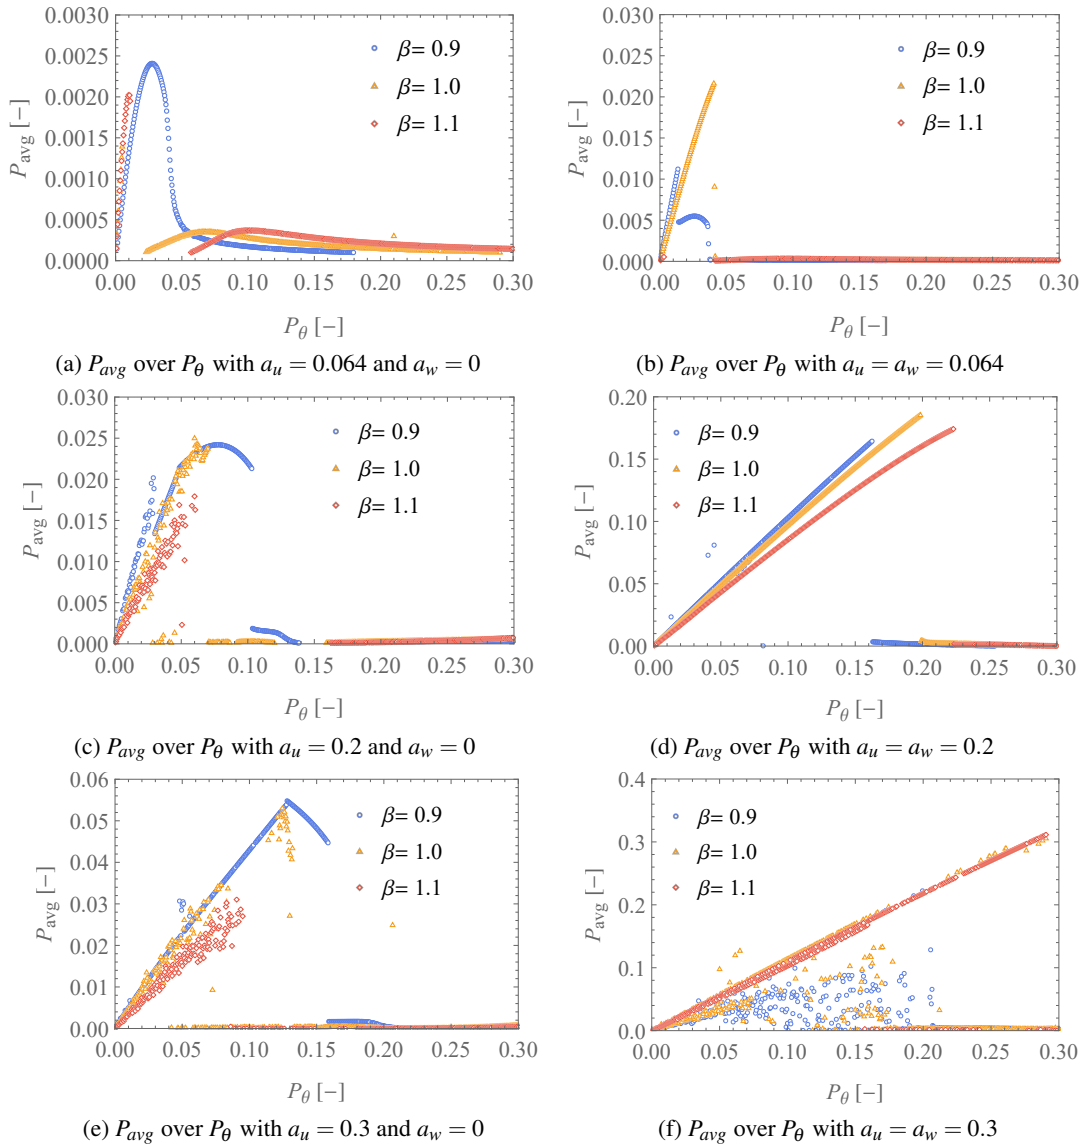 0.0030
0.0025
0.0020
0.0015
0.0010
0.0005
0.0000
P_avg [−]
β= 0.9
β= 1.0
β= 1.1
0.00 0.05 0.10 0.15 0.20 0.25 0.30
P_θ [−]
(a) P_avg over P_θ with a_u = 0.064 and a_w = 0
0.030
0.025
0.020
0.015
0.010
0.005
0.000
P_avg [−]
β= 0.9
β= 1.0
β= 1.1
0.00 0.05 0.10 0.15 0.20 0.25 0.30
P_θ [−]
(b) P_avg over P_θ with a_u = a_w = 0.064
0.030
0.025
0.020
0.015
0.010
0.005
0.000
P_avg [−]
β= 0.9
β= 1.0
β= 1.1
0.00 0.05 0.10 0.15 0.20 0.25 0.30
P_θ [−]
(c) P_avg over P_θ with a_u = 0.2 and a_w = 0
0.20
0.15
0.10
0.05
0.00
P_avg [−]
β= 0.9
β= 1.0
β= 1.1
0.00 0.05 0.10 0.15 0.20 0.25 0.30
P_θ [−]
(d) P_avg over P_θ with a_u = a_w = 0.2
0.06
0.05
0.04
0.03
0.02
0.01
0.00
P_avg [−]
β= 0.9
β= 1.0
β= 1.1
0.00 0.05 0.10 0.15 0.20 0.25 0.30
P_θ [−]
(e) P_avg over P_θ with a_u = 0.3 and a_w = 0
0.4
0.3
0.2
0.1
0.0
P_avg [−]
β= 0.9
β= 1.0
β= 1.1
0.00 0.05 0.10 0.15 0.20 0.25 0.30
P_θ [−]
(f) P_avg over P_θ with a_u = a_w = 0.3